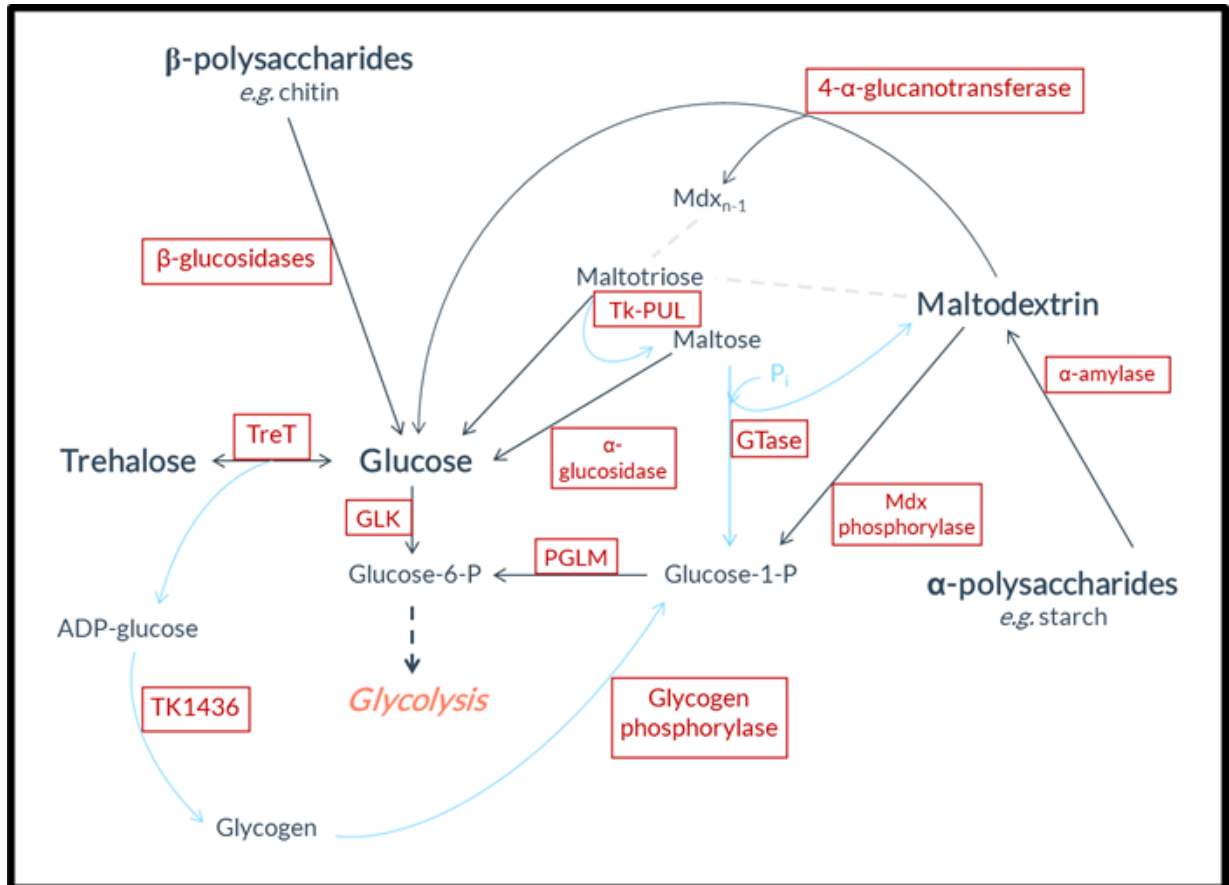 β-polysaccharides
e.g. chitin
4-α-glucanotransferase
Mdxn-1
β-glucosidases
Maltotriose
Tk-PUL
Maltodextrin
Maltose
Pi
α-amylase
TreT
GTase
Trehalose
Glucose
α-
glucosidase
GLK
Mdx
phosphorylase
PGLM
Glucose-6-P
Glucose-1-P
α-polysaccharides
e.g. starch
ADP-glucose
Glycolysis
TK1436
Glycogen
phosphorylase
Glycogen